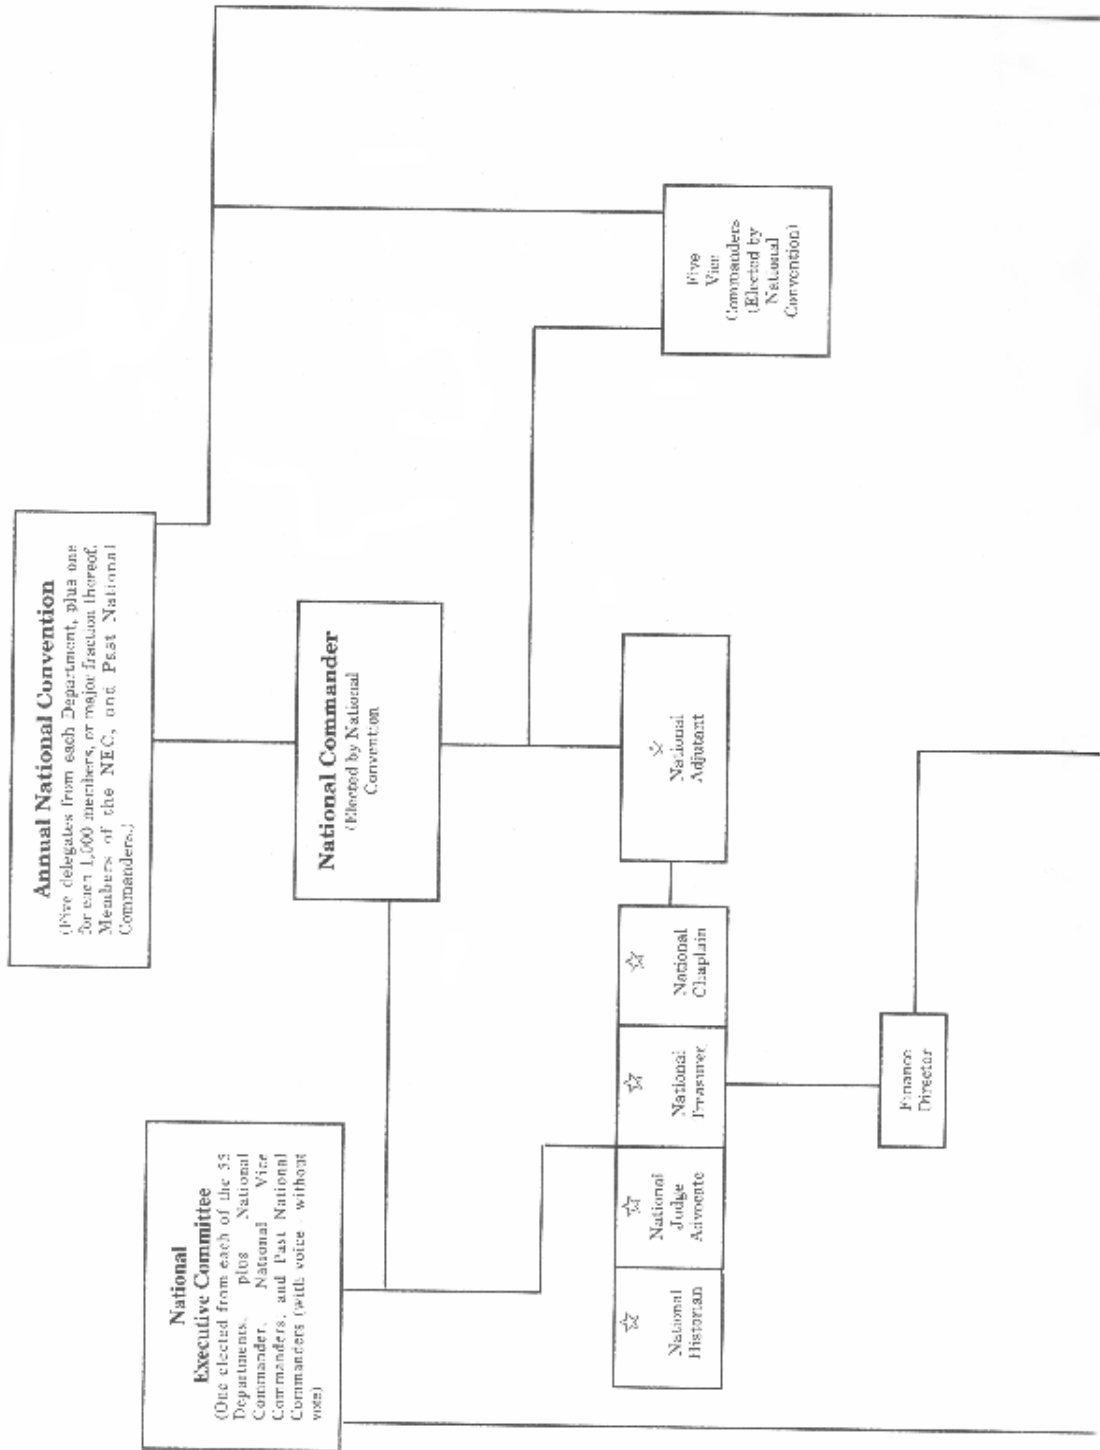 Annual National Convention
(Five delegates from each Department, plus one
for each 1,000 members, or major fraction thereof,
Members of the NEC, and Past National
Commanders.)
National
Executive Committee
(One elected from each of the 55
Departments, plus National
Commander, National Vice
Commanders, and Past National
Commanders (with voice - without
vote)
National Commander
(Elected by National
Convention
Five
Vice
Commanders
(Elected by
National
Convention)
☆
National
Adjutant
☆
National
Historian
☆
National
Judge
Advocate
☆
National
Treasurer
☆
National
Chaplain
Finance
Director